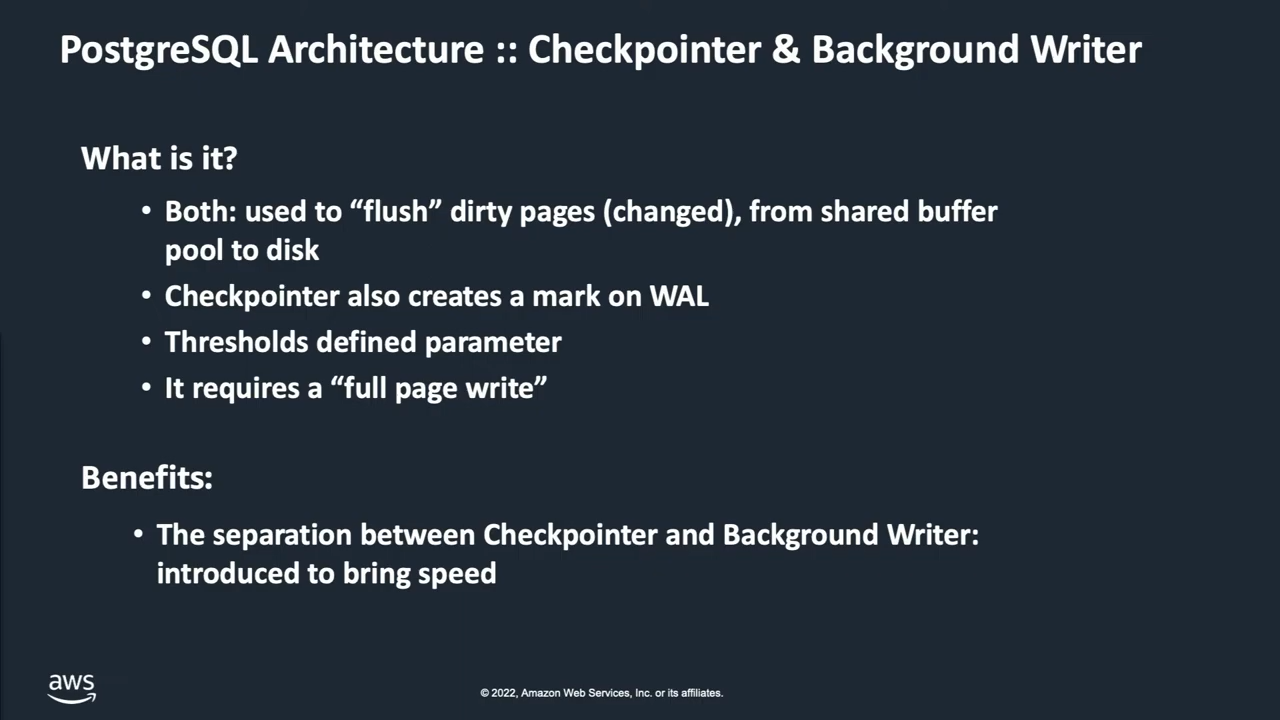 PostgreSQL Architecture :: Checkpointer & Background Writer
What is it?
• Both: used to “flush” dirty pages (changed), from shared buffer
pool to disk
• Checkpointer also creates a mark on WAL
• Thresholds defined parameter
• It requires a “full page write”
Benefits:
• The separation between Checkpointer and Background Writer:
introduced to bring speed
aws
© 2022, Amazon Web Services, Inc. or its affiliates.